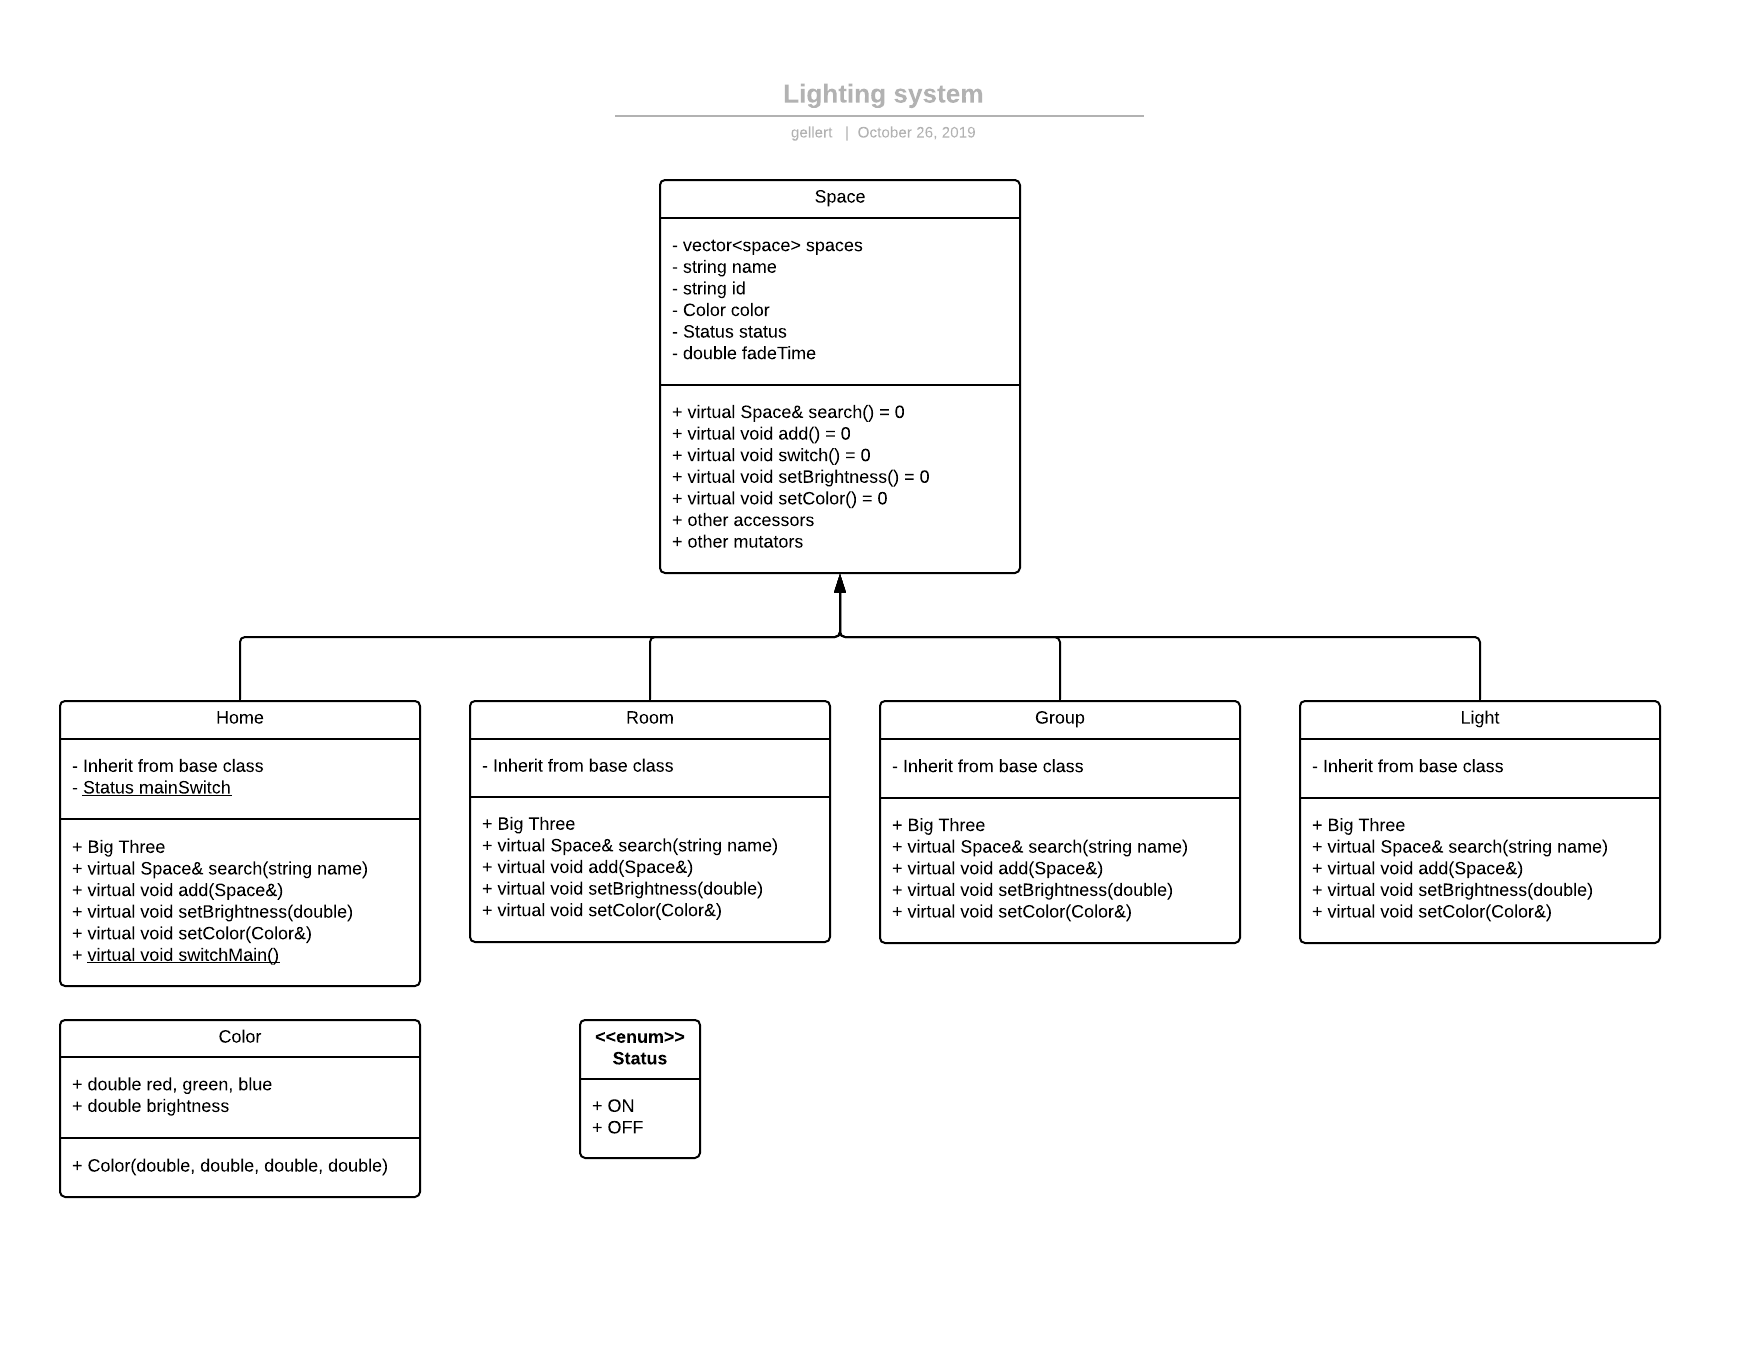 Lighting system
gellert | October 26, 2019
Space
- vector<space> spaces
- string name
- string id
- Color color
- Status status
- double fadeTime
+ virtual Space& search() = 0
+ virtual void add() = 0
+ virtual void switch() = 0
+ virtual void setBrightness() = 0
+ virtual void setColor() = 0
+ other accessors
+ other mutators
Home
- Inherit from base class
- Status mainSwitch
+ Big Three
+ virtual Space& search(string name)
+ virtual void add(Space&)
+ virtual void setBrightness(double)
+ virtual void setColor(Color&)
+ virtual void switchMain()
Room
- Inherit from base class
+ Big Three
+ virtual Space& search(string name)
+ virtual void add(Space&)
+ virtual void setBrightness(double)
+ virtual void setColor(Color&)
Group
- Inherit from base class
+ Big Three
+ virtual Space& search(string name)
+ virtual void add(Space&)
+ virtual void setBrightness(double)
+ virtual void setColor(Color&)
Light
- Inherit from base class
+ Big Three
+ virtual Space& search(string name)
+ virtual void add(Space&)
+ virtual void setBrightness(double)
+ virtual void setColor(Color&)
Color
+ double red, green, blue
+ double brightness
+ Color(double, double, double, double)
<<enum>>
Status
+ ON
+ OFF